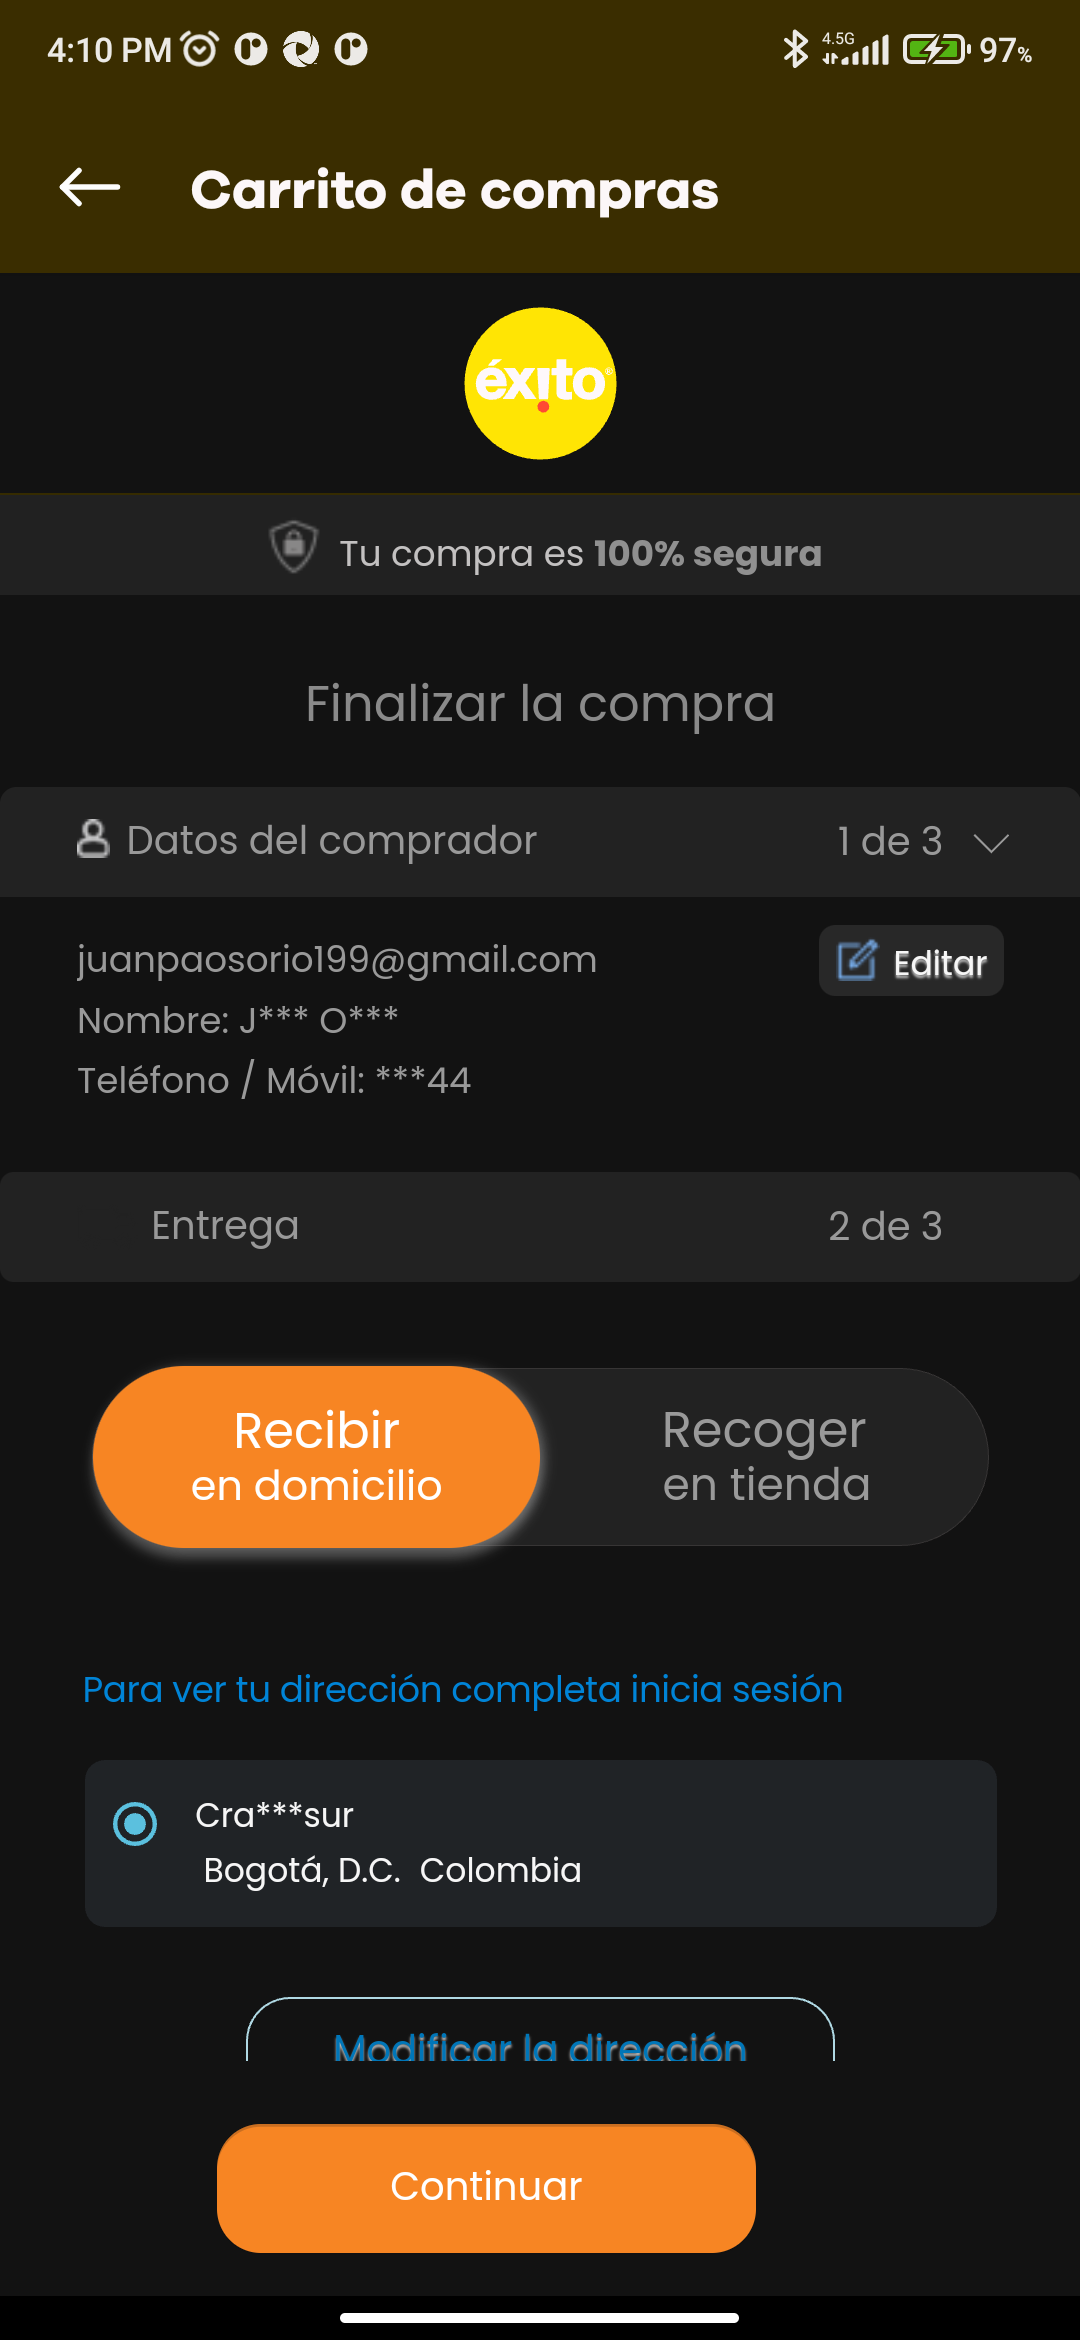 4:10 PM
4.5G
97%
Carrito de compras
éxito
Tu compra es 100% segura
Finalizar la compra
Datos del comprador 1 de 3
juanpaosorio199@gmail.com Editar
Nombre: J*** O***
Teléfono / Móvil: ***44
Entrega 2 de 3
Recibir
en domicilio
Recoger
en tienda
Para ver tu dirección completa inicia sesión
Cra***sur
Bogotá, D.C. Colombia
Modificar la dirección
Continuar